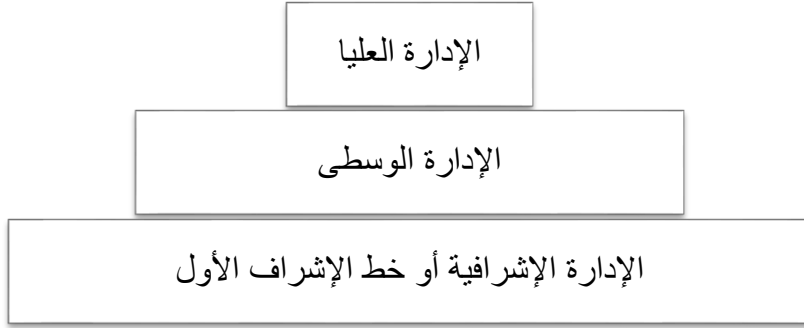 الإدارة العليا
الإدارة الوسطى
الإدارة الإشرافية أو خط الإشراف الأول